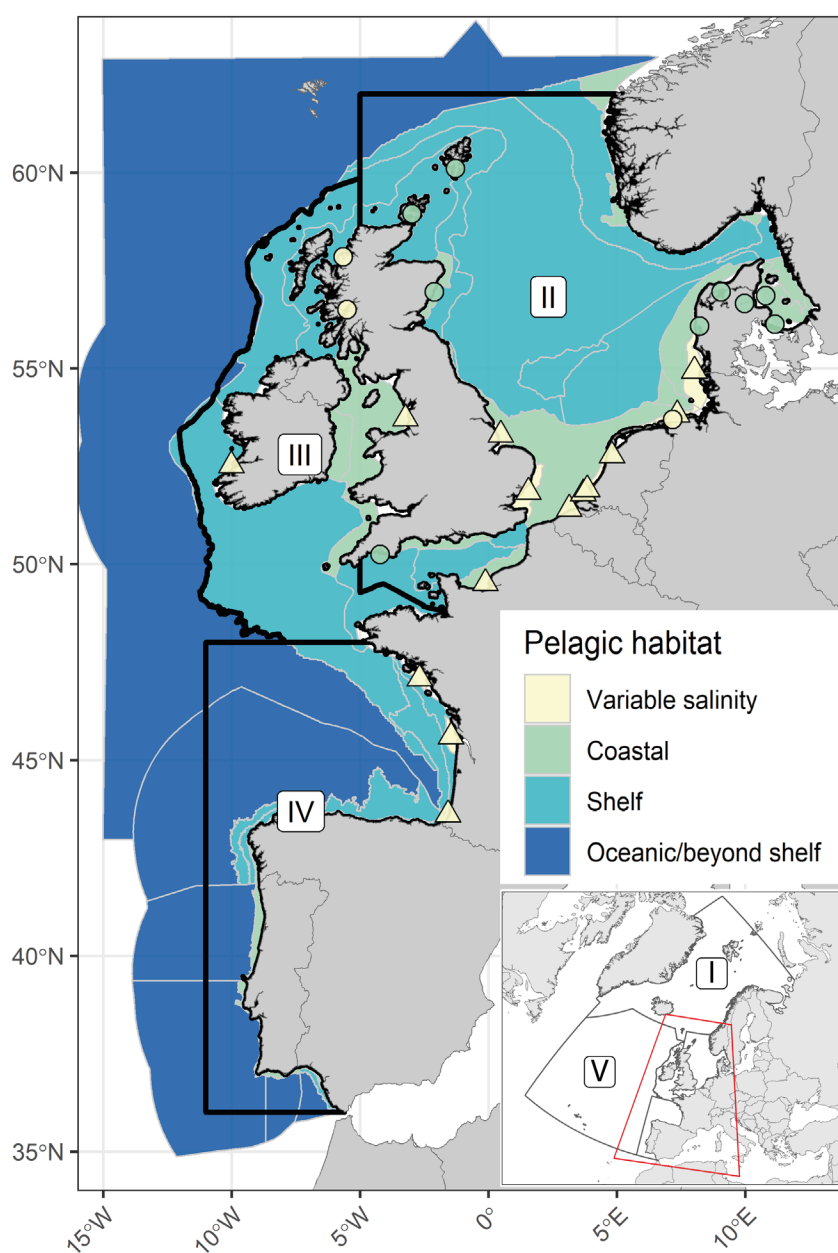 60°N
55°N
50°N
45°N
40°N
35°N
II
III
IV
Pelagic habitat
Variable salinity
Coastal
Shelf
Oceanic/beyond shelf
I
V
15°W
10°W
5°W
0°
5°E
10°E